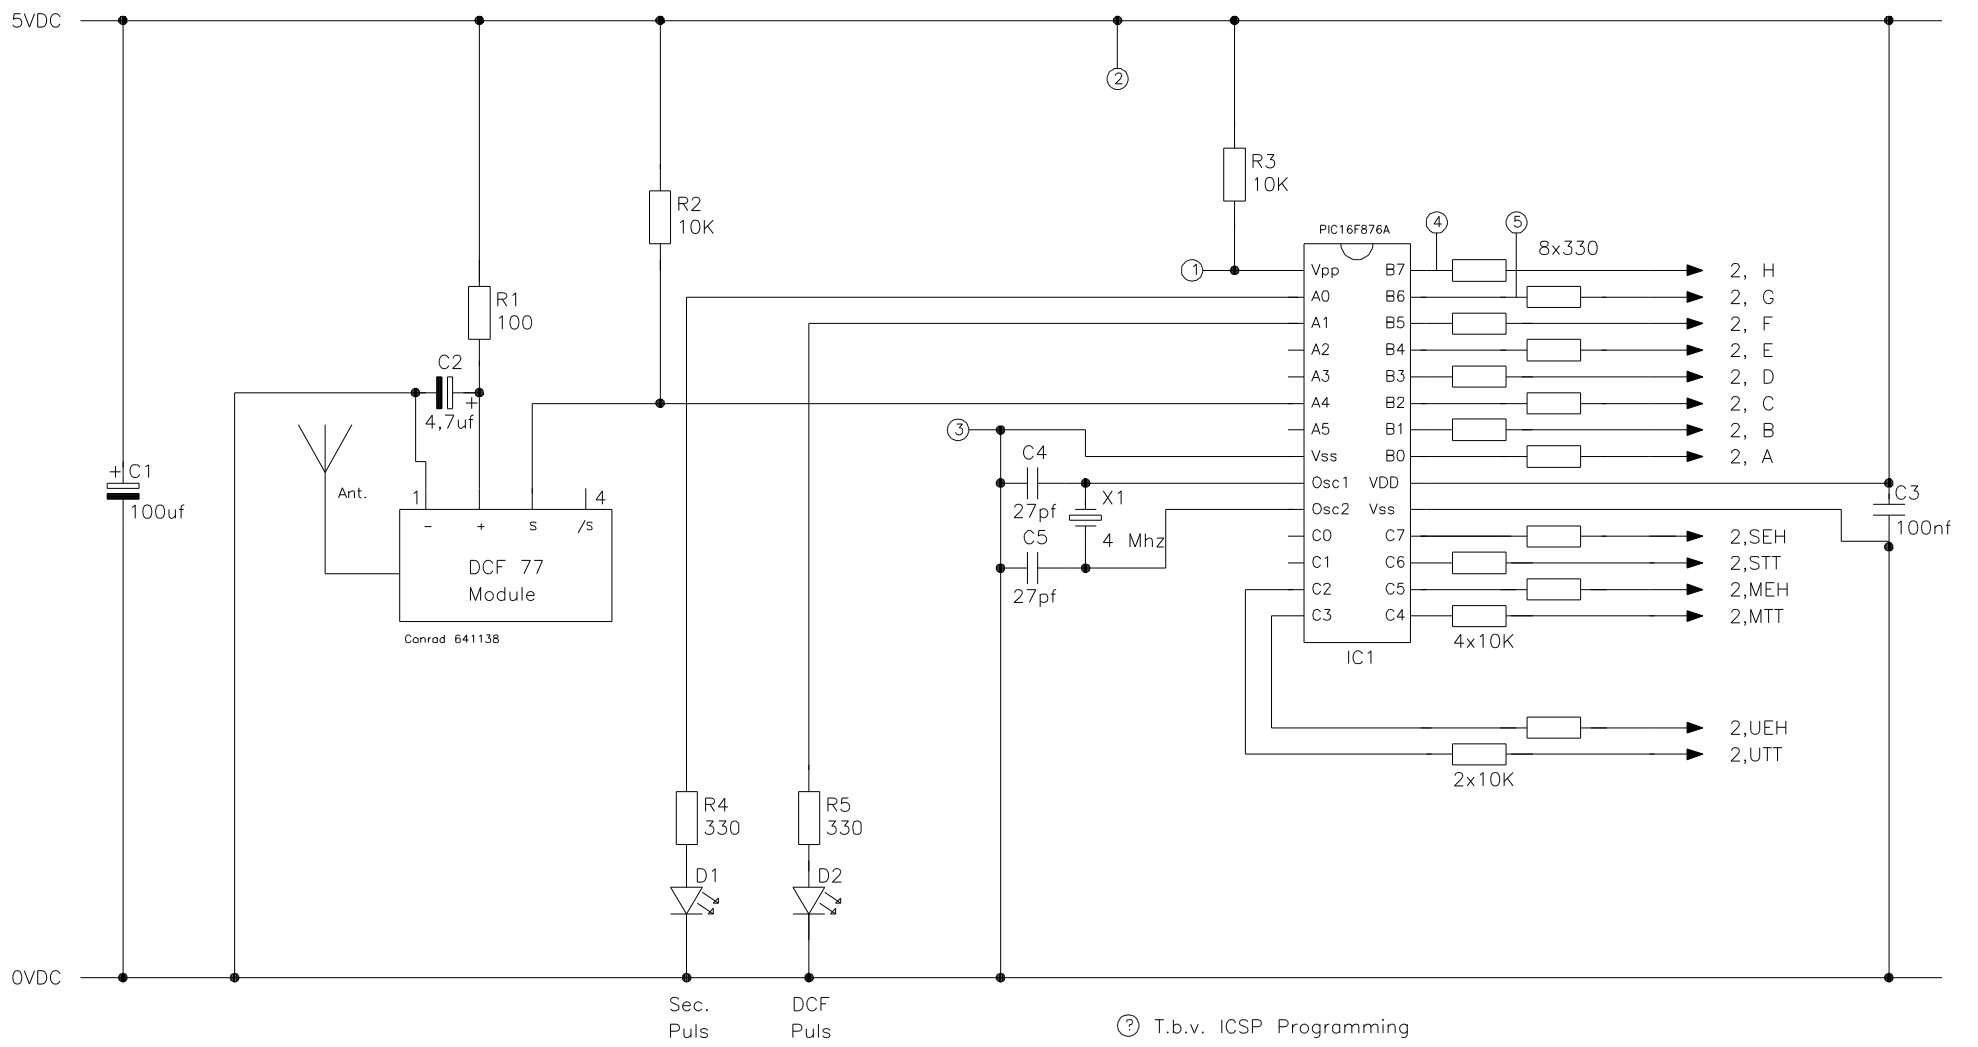 5VDC
2
R3
10K
R2
10K
PIC16F876A
4
5
8x330
1
Vpp
B7
2, H
A0
B6
2, G
R1
100
A1
B5
2, F
A2
B4
2, E
C2
A3
B3
2, D
+
4,7uf
A4
B2
2, C
3
A5
B1
2, B
C4
Vss
B0
2, A
+
C1
100uf
Ant.
1
4
27pf
X1
Osc1
VDD
C3
100nf
-
+
S
/S
C5
4 Mhz
Osc2
Vss
C0
C7
2,SEH
DCF 77
Module
C1
C6
2,STT
27pf
C2
C5
2,MEH
C3
C4
2,MTT
Conrad 641138
4x10K
IC1
2,UEH
2,UTT
2x10K
R4
330
R5
330
D1
D2
0VDC
Sec.
Puls
DCF
Puls
? T.b.v. ICSP Programming